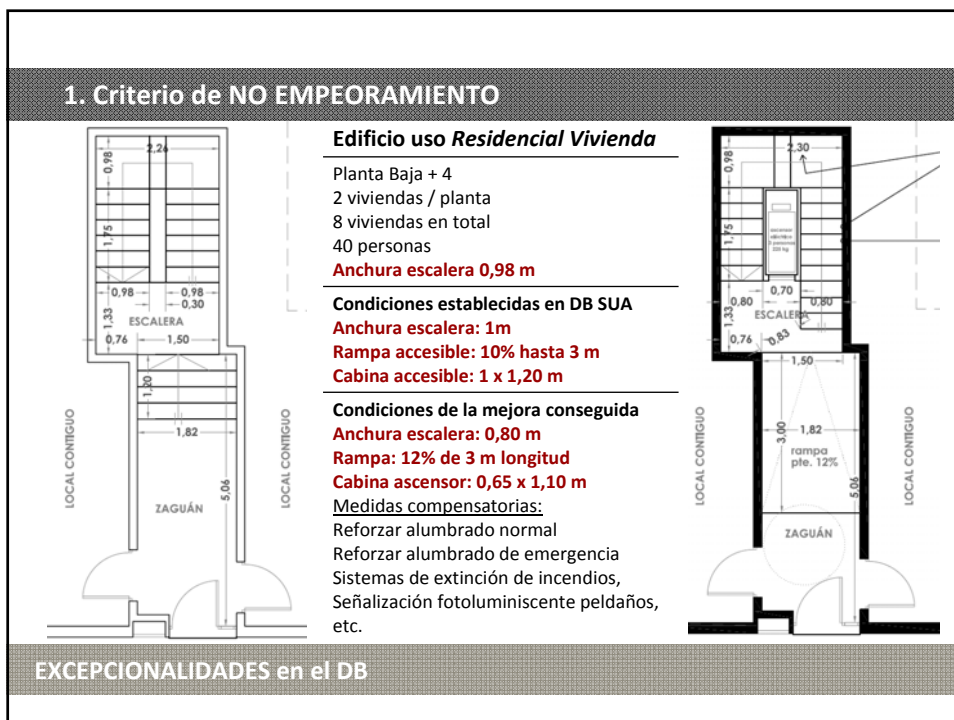 1. Criterio de NO EMPEORAMIENTO
2,26
0,98
1,75
0,98
0,98
0,30
1,33
ESCALERA
0,76
1,50
1,20
1,82
5,06
LOCAL CONTIGUO
LOCAL CONTIGUO
ZAGUÁN
Edificio uso Residencial Vivienda
Planta Baja + 4
2 viviendas / planta
8 viviendas en total
40 personas
Anchura escalera 0,98 m
Condiciones establecidas en DB SUA
Anchura escalera: 1m
Rampa accesible: 10% hasta 3 m
Cabina accesible: 1 x 1,20 m
Condiciones de la mejora conseguida
Anchura escalera: 0,80 m
Rampa: 12% de 3 m longitud
Cabina ascensor: 0,65 x 1,10 m
Medidas compensatorias:
Reforzar alumbrado normal
Reforzar alumbrado de emergencia
Sistemas de extinción de incendios,
Señalización fotoluminiscente peldaños,
etc.
2,30
0,98
1,75
ascensor
eléctrico
0,70
0,80
0,80
1,33
ESCALERA
0,76
0,83
1,50
3,00
1,82
rampa
pte. 12%
5,06
LOCAL CONTIGUO
LOCAL CONTIGUO
ZAGUÁN
EXCEPCIONALIDADES en el DB